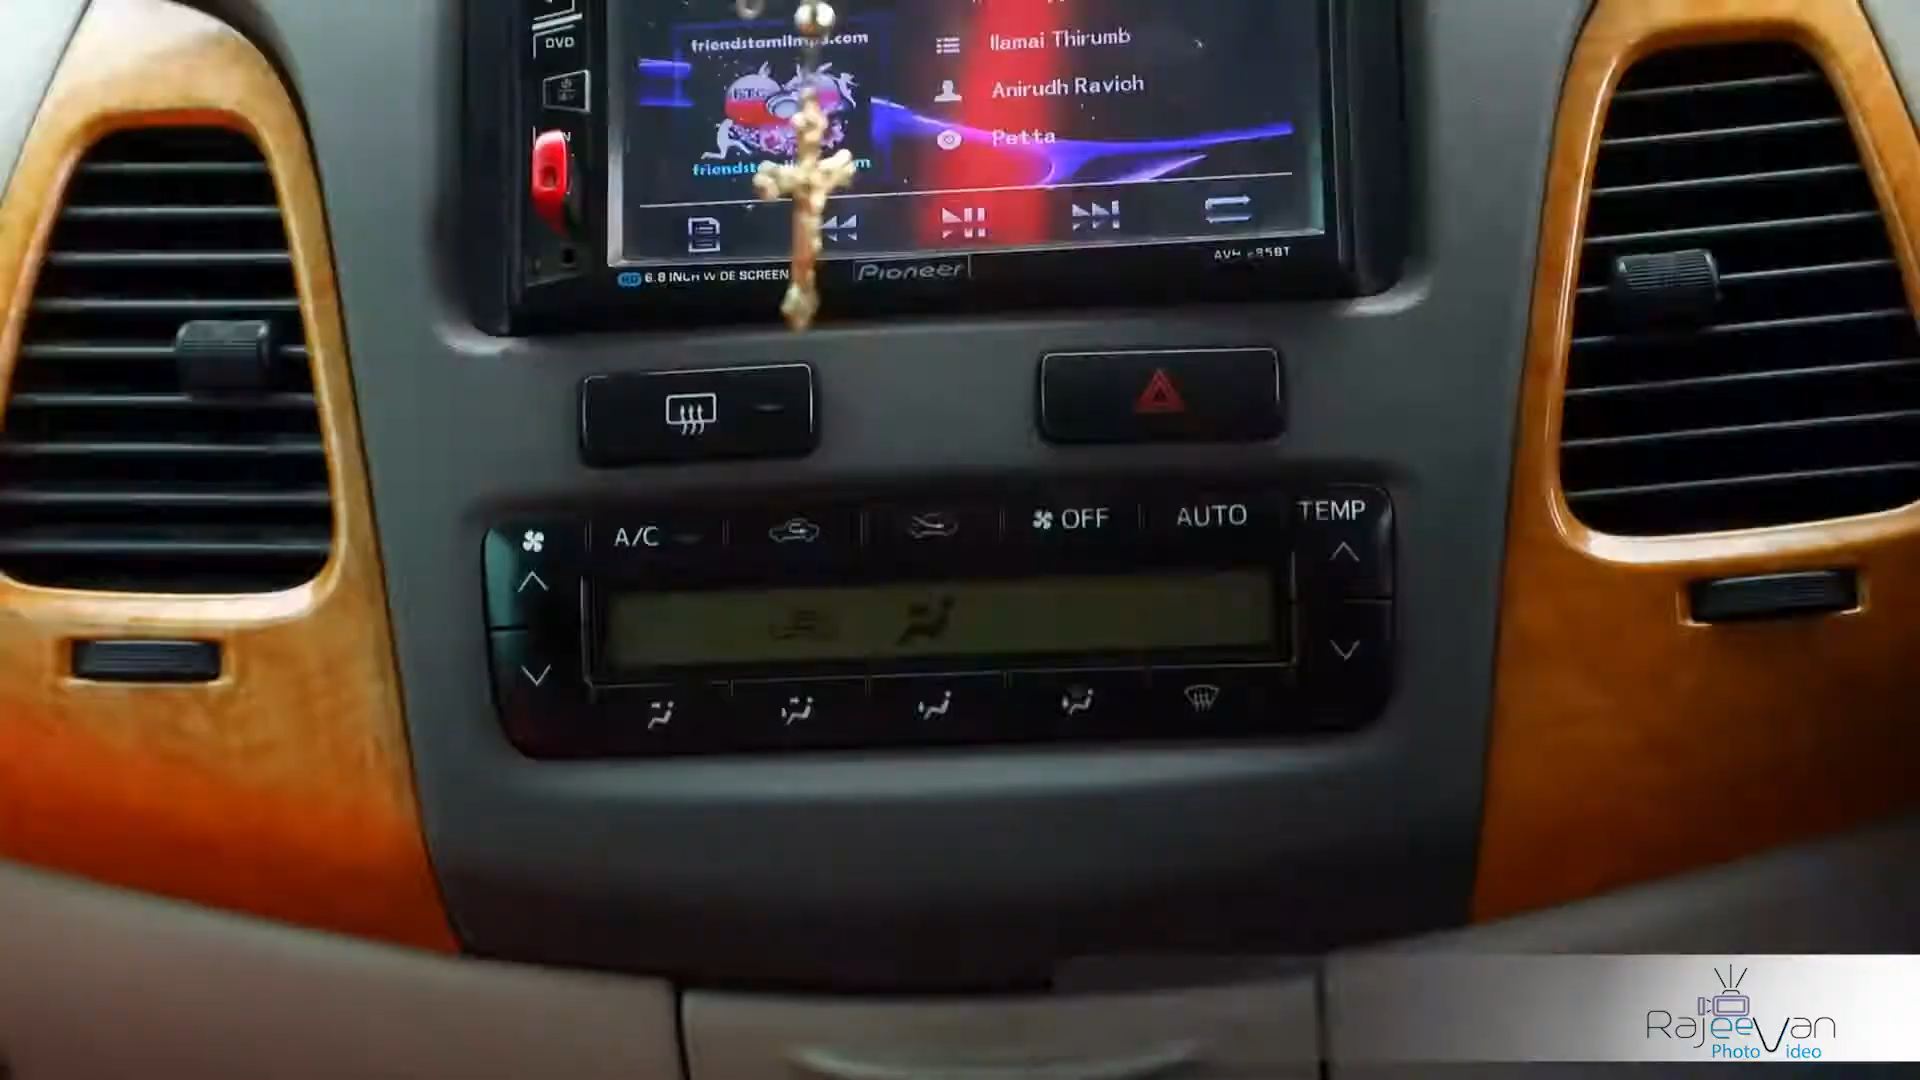 DVD
friendstamilmp3.com
Ilamai Thirumb
Anirudh Ravich
Petta
6.8 INCH WIDE SCREEN
Pioneer
A/C
OFF
AUTO
TEMP
RajeeVan
Photo Video